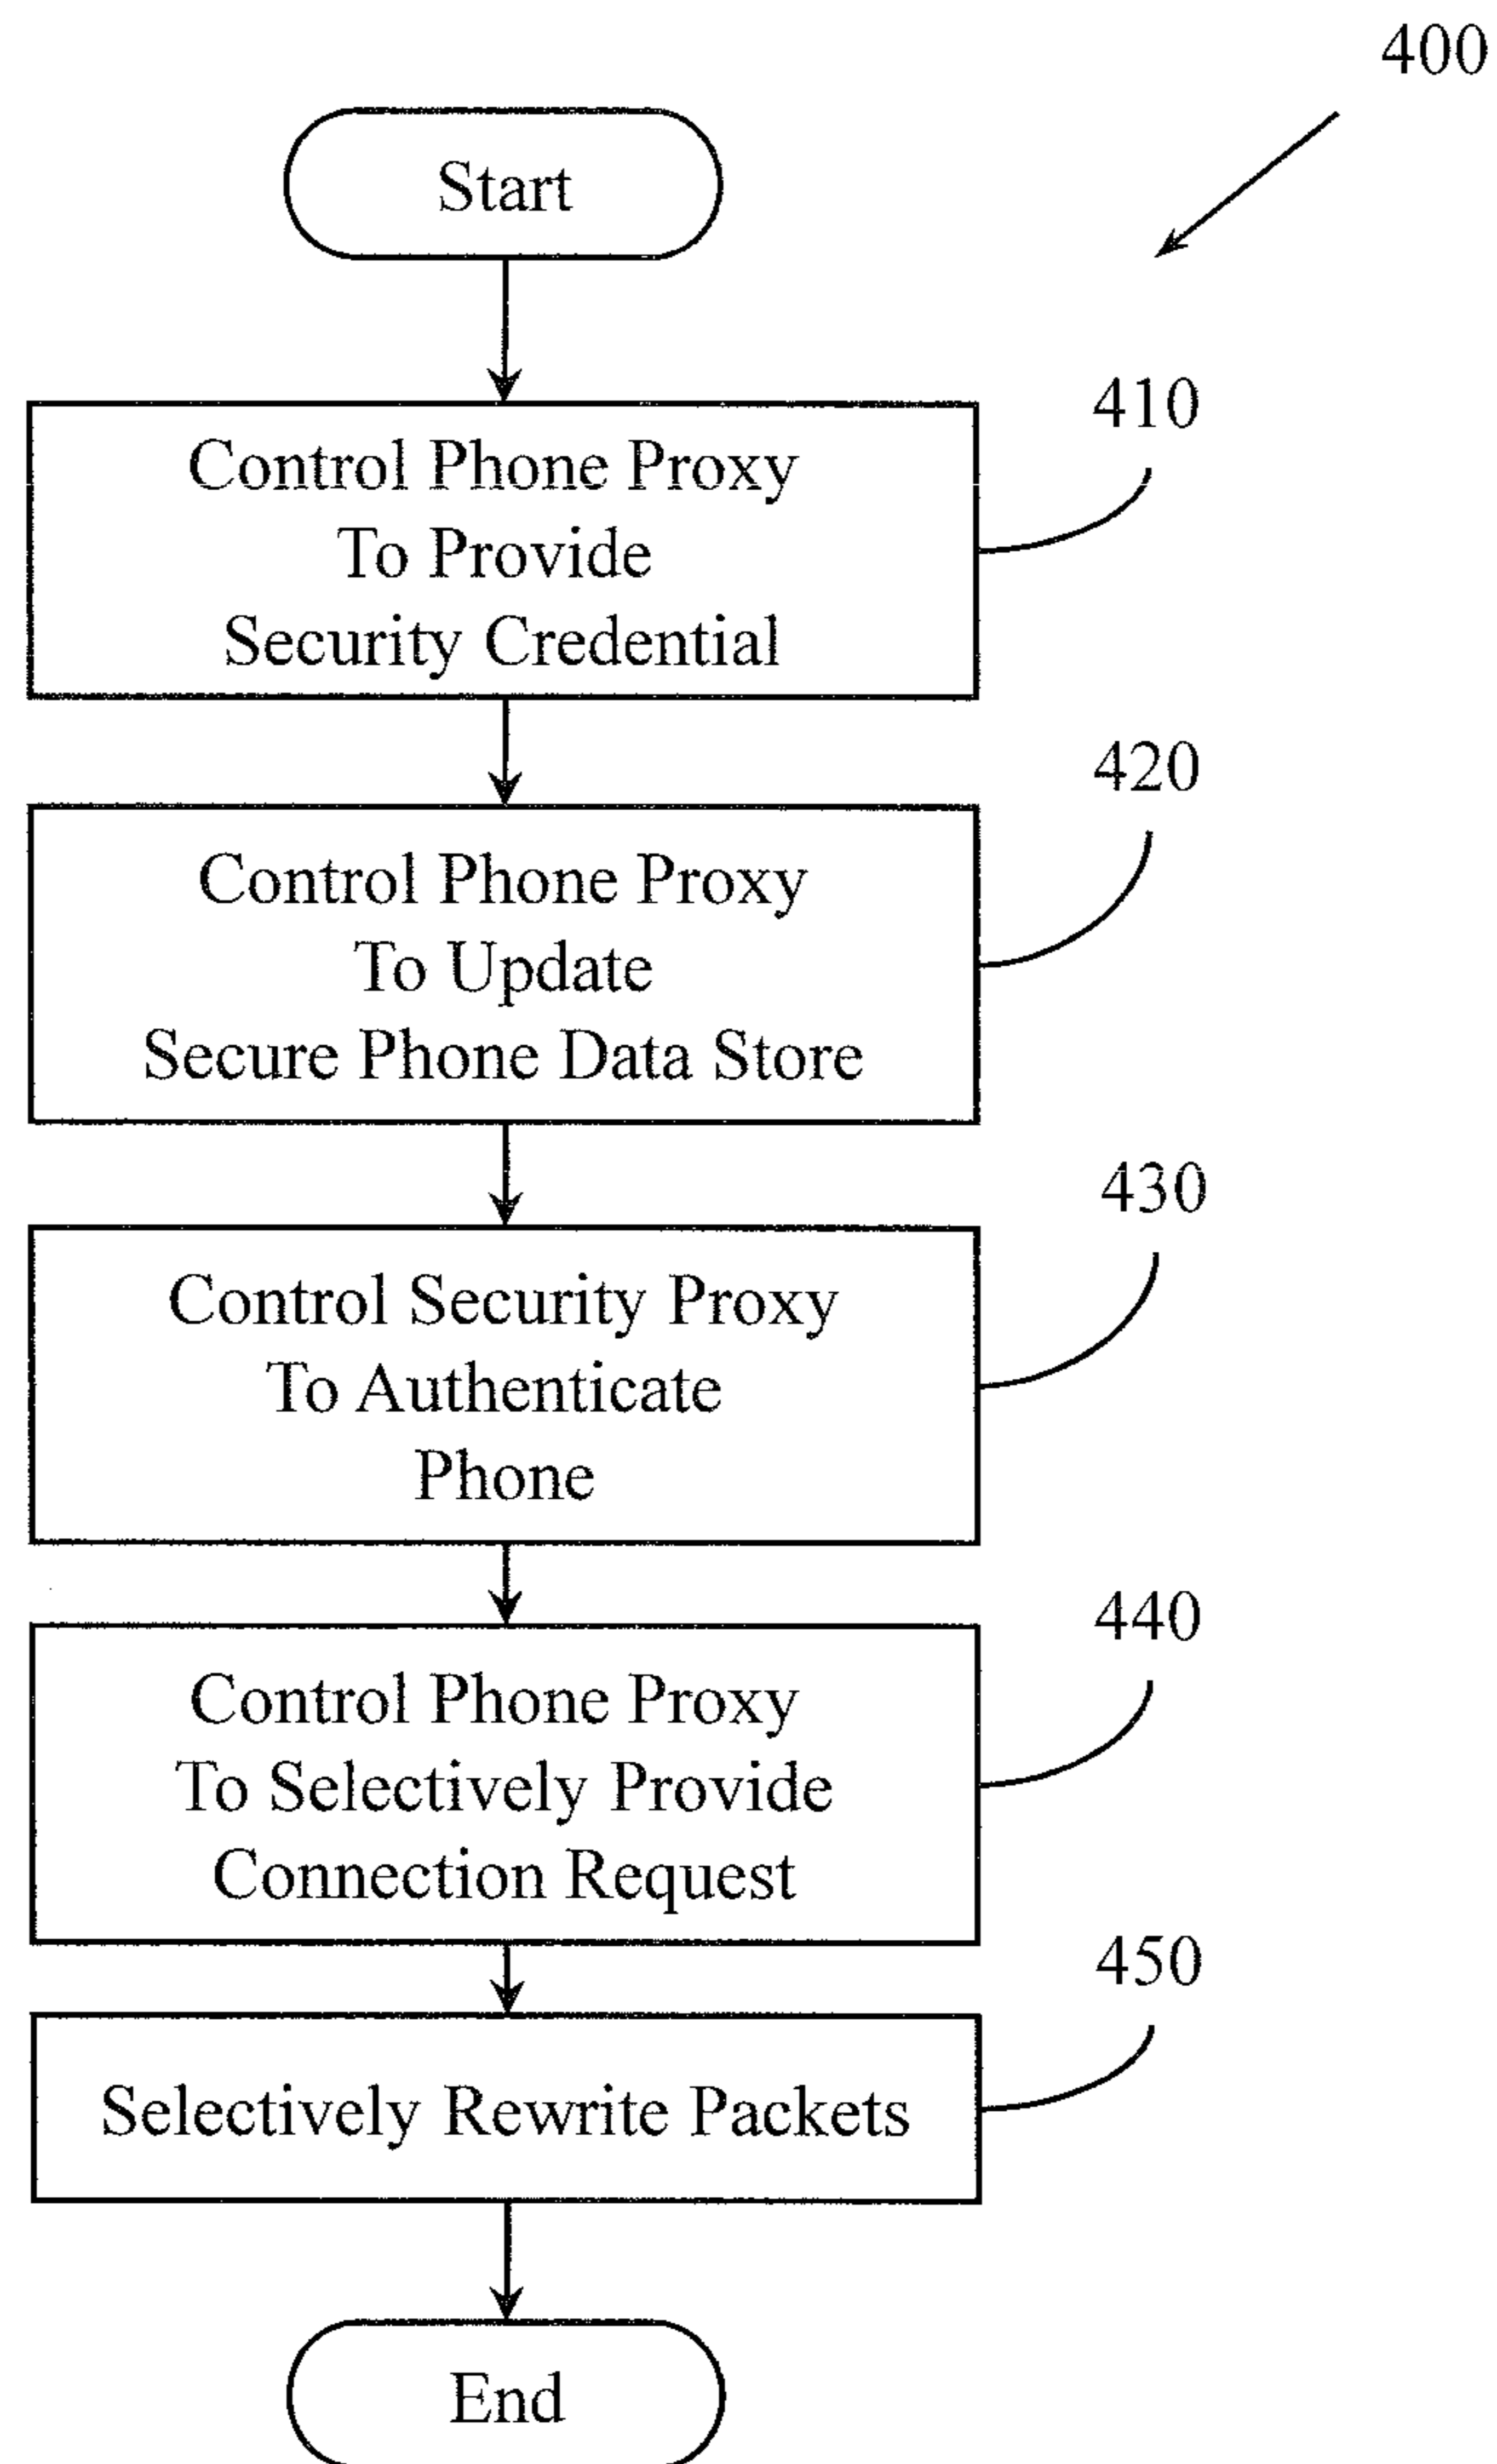 400
Start
410
Control Phone Proxy
To Provide
Security Credential
420
Control Phone Proxy
To Update
Secure Phone Data Store
430
Control Security Proxy
To Authenticate
Phone
440
Control Phone Proxy
To Selectively Provide
Connection Request
450
Selectively Rewrite Packets
End